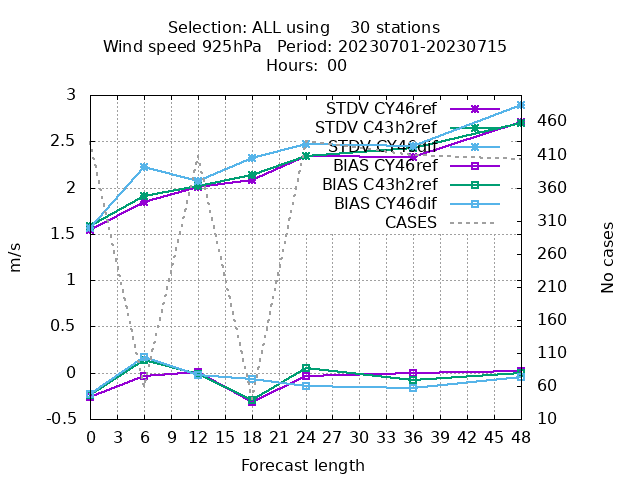 Selection: ALL using    30 stations
Wind speed 925hPa   Period: 20230701-20230715
Hours: 00
3
2.5
2
1.5
1
0.5
0
-0.5
m/s
STDV CY46ref
STDV C43h2ref
STDV CY46dif
BIAS CY46ref
BIAS C43h2ref
BIAS CY46dif
CASES
460
410
360
310
260
210
160
110
60
10
No cases
0 3 6 9 12 15 18 21 24 27 30 33 36 39 42 45 48
Forecast length